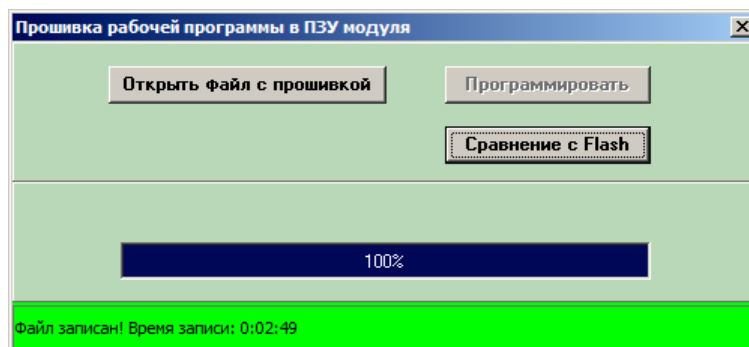 Прошивка рабочей программы в ПЗУ модуля
Открыть файл с прошивкой
Программировать
Сравнение с Flash
100%
Файл записан! Время записи: 0:02:49